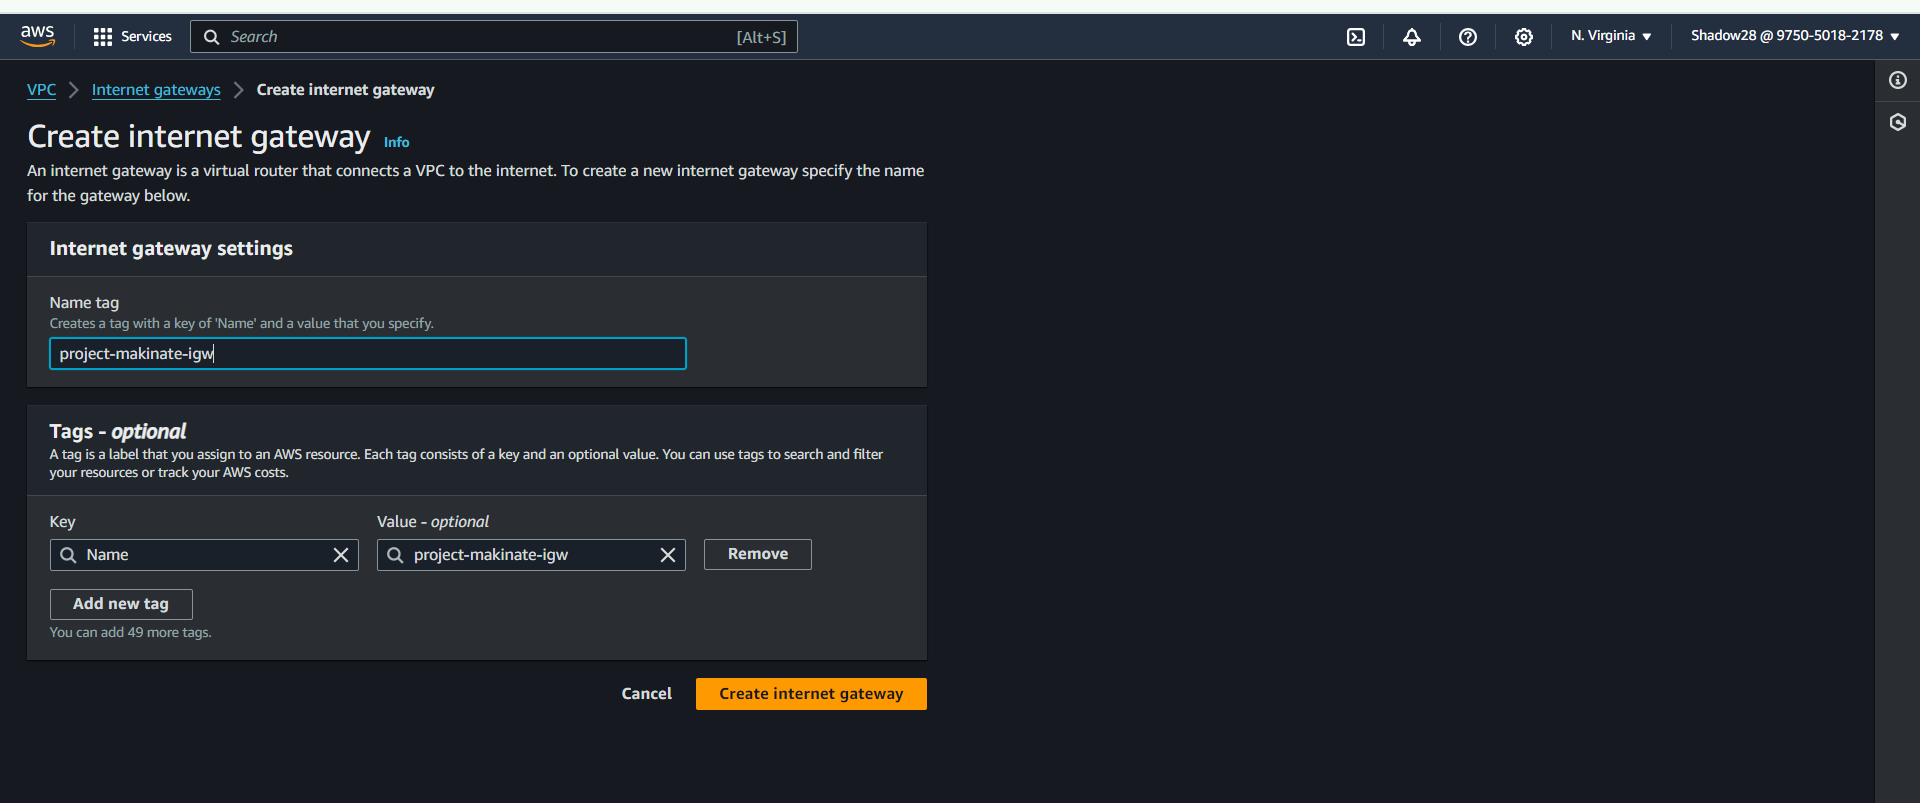 aws
Services
Search [Alt+S]
N. Virginia
Shadow28 @ 9750-5018-2178
VPC
Internet gateways
Create internet gateway
Create internet gateway Info
An internet gateway is a virtual router that connects a VPC to the internet. To create a new internet gateway specify the name
for the gateway below.
Internet gateway settings
Name tag
Creates a tag with a key of 'Name' and a value that you specify.
project-makinate-igw
Tags - optional
A tag is a label that you assign to an AWS resource. Each tag consists of a key and an optional value. You can use tags to search and filter
your resources or track your AWS costs.
Key
Value - optional
Name
project-makinate-igw
Remove
Add new tag
You can add 49 more tags.
Cancel
Create internet gateway